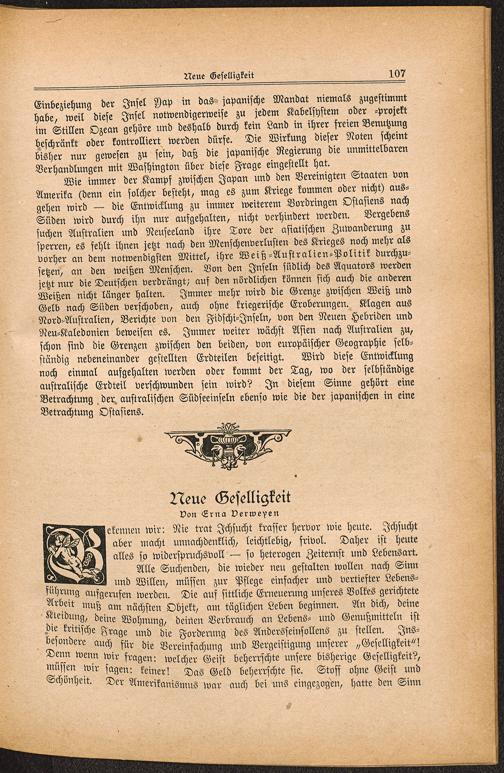 Neue Geselligkeit 107
Einbeziehung der Insel Yap in das japanische Mandat niemals zugestimmt
habe, weil diese Insel notwendigerweise zu jedem Kabelsystem oder -projekt
im Stillen Ozean gehöre und deshalb durch kein Land in ihrer freien Benutzung
beschränkt oder kontrolliert werden dürfe. Die Wirkung dieser Noten scheint
bisher nur gewesen zu sein, daß die japanische Regierung die unmittelbaren
Verhandlungen mit Washington über diese Frage eingestellt hat.
Wie immer der Kampf zwischen Japan und den Vereinigten Staaten von
Amerika (denn ein solcher besteht, mag es zum Kriege kommen oder nicht) aus-
gehen wird — die Entwicklung zu immer weiterem Vordringen Ostasiens nach
Süden wird durch ihn nur aufgehalten, nicht verhindert werden. Vergebens
suchen Australien und Neuseeland ihre Tore der asiatischen Zuwanderung zu
sperren, es fehlt ihnen jetzt nach den Menschenverlusten des Krieges noch mehr als
vorher an dem notwendigsten Mittel, ihre Weiß-Australien-Politik durchzu-
setzen, an den weißen Menschen. Von den Inseln südlich des Äquators werden
jetzt nur die Deutschen verdrängt; auf den nördlichen können sich auch die anderen
Weißen nicht länger halten. Immer mehr wird die Grenze zwischen Weiß und
Gelb nach Süden verschoben, auch ohne kriegerische Eroberungen. Klagen aus
Nord-Australien, Berichte von den Fidschi-Inseln, von den Neuen Hebriden und
Neu-Kaledonien beweisen es. Immer weiter wächst Asien nach Australien zu,
schon sind die Grenzen zwischen den beiden, von europäischer Geographie selb-
ständig nebeneinander gestellten Erdteilen beseitigt. Wird diese Entwicklung
noch einmal aufgehalten werden oder kommt der Tag, wo der selbständige
australische Erdteil verschwunden sein wird? In diesem Sinne gehört eine
Betrachtung der australischen Südseeinseln ebenso wie die der japanischen in eine
Betrachtung Ostasiens.
Neue Geselligkeit
Von Erna Verweyen
Bekennen wir: Nie trat Ichsucht krasser hervor wie heute. Ichsucht
aber macht unnachdenklich, leichtlebig, frivol. Daher ist heute
alles so widerspruchsvoll — so heterogen Zeiternst und Lebensart.
Alle Suchenden, die wieder neu gestalten wollen nach Sinn
und Willen, müssen zur Pflege einfacher und vertiefter Lebens-
führung aufgerufen werden. Die auf sittliche Erneuerung unseres Volkes gerichtete
Arbeit muß am nächsten Objekt, am täglichen Leben beginnen. An dich, deine
Kleidung, deine Wohnung, deinen Verbrauch an Lebens- und Genußmitteln ist
die kritische Frage und die Forderung des Andersseinsollens zu stellen. Ins-
besondere auch für die Vereinfachung und Vergeistigung unserer „Geselligkeit“!
Denn wenn wir fragen: welcher Geist beherrschte unsere bisherige Geselligkeit?,
müssen wir sagen: keiner! Das Geld beherrschte sie. Stoff ohne Geist und
Schönheit. Der Amerikanismus war auch bei uns eingezogen, hatte den Sinn